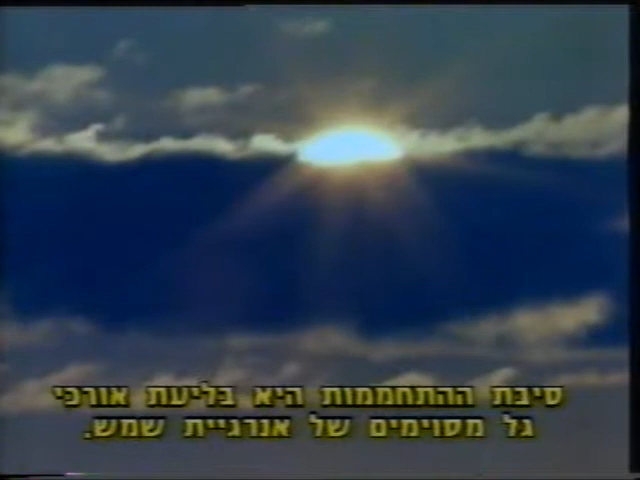 סיבת ההתחממות היא בליעת אורכי
גל מסוימים של אנרגיית שמש.